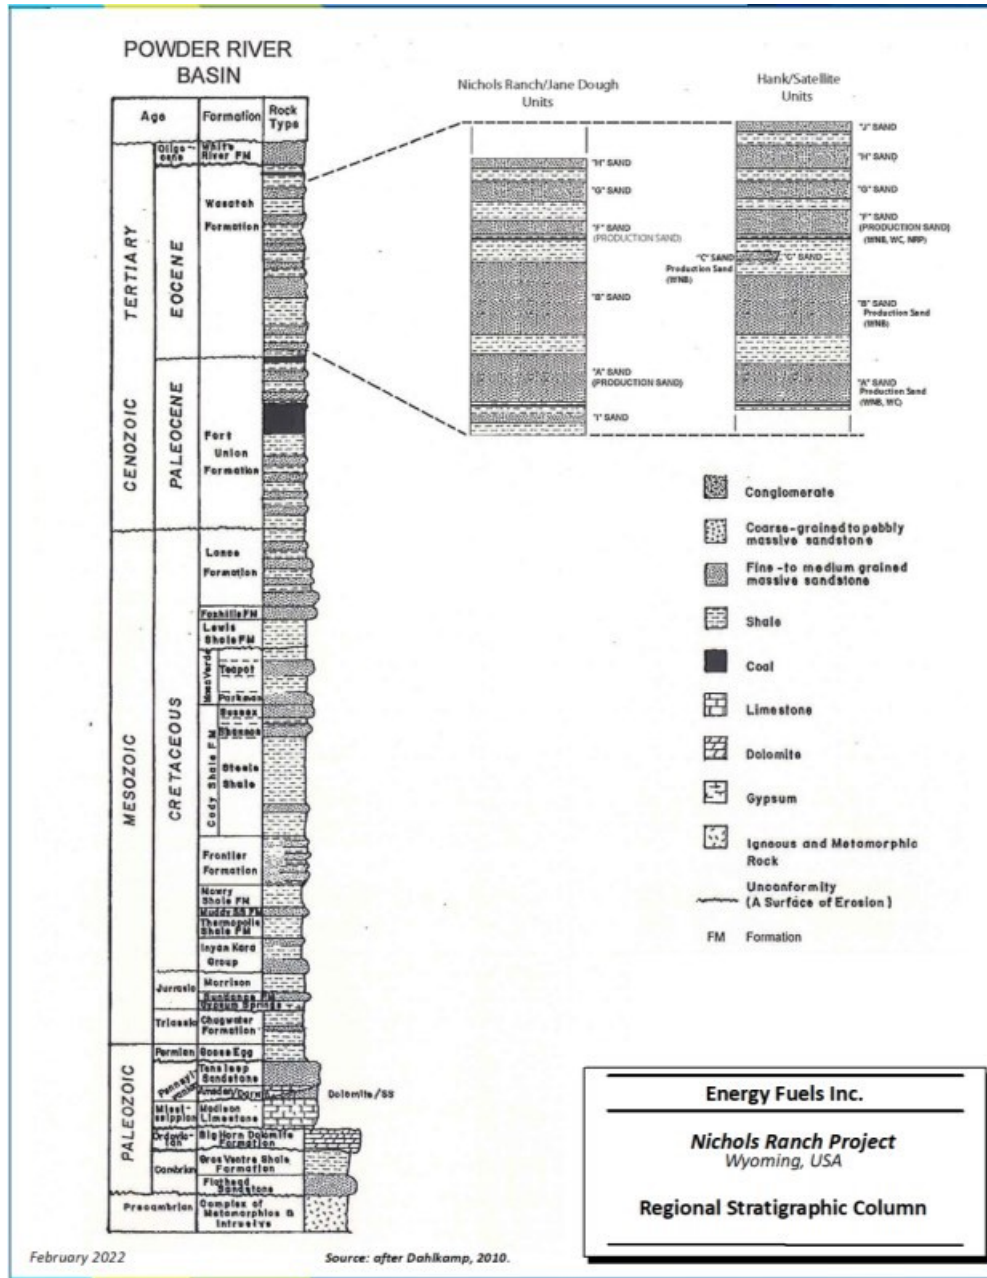 POWDER RIVER
BASIN
Age
Formation
Rock
Type
CENOZOIC
TERTIARY
Oligo-
cene
White
River FM
EOCENE
Wasatch
Formation
PALEOCENE
Fort
Union
Formation
MESOZOIC
CRETACEOUS
Lance
Formation
Foxhills FM
Lewis
Shale FM
Teapot
Parkman
Cody Shale FM
Sussex
Shannon
Steele
Shale
Frontier
Formation
Mowry
Shale FM
Muddy SS FM
Thermopolis
Shale FM
Inyan Kara
Group
Jurrasic
Morrison
Sundance FM
Gypsum Springs
Triassic
Chugwater
Formation
PALEOZOIC
Permian
Goose Egg
Pennsyl-
vanian
Tensleep
Sandstone
Dolomite/SS
Missi-
ssippian
Madison
Limestone
Ordovic-
ian
Big Horn Dolomite
Formation
Cambrian
Gros Ventre Shale
Formation
Flathead
Sandstone
Precambrian
Complex of
Metamorphics &
Intrusive
Nichols Ranch/Jane Dough
Units
"H" SAND
"G" SAND
"F" SAND
(PRODUCTION SAND)
"B" SAND
"A" SAND
(PRODUCTION SAND)
"I" SAND
Hank/Satellite
Units
"J" SAND
"H" SAND
"G" SAND
"F" SAND
(PRODUCTION SAND)
(WNB, WC, NRP)
"C" SAND
Production Sand
(WNB)
"C" SAND
"B" SAND
Production Sand
(WNB)
"A" SAND
Production Sand
(WNB, WC)
Conglomerate
Coarse-grained to pebbly
massive sandstone
Fine-to medium grained
massive sandstone
Shale
Coal
Limestone
Dolomite
Gypsum
Igneous and Metamorphic
Rock
Unconformity
(A Surface of Erosion)
FM Formation
Energy Fuels Inc.
Nichols Ranch Project
Wyoming, USA
Regional Stratigraphic Column
February 2022
Source: after Dahlkamp, 2010.